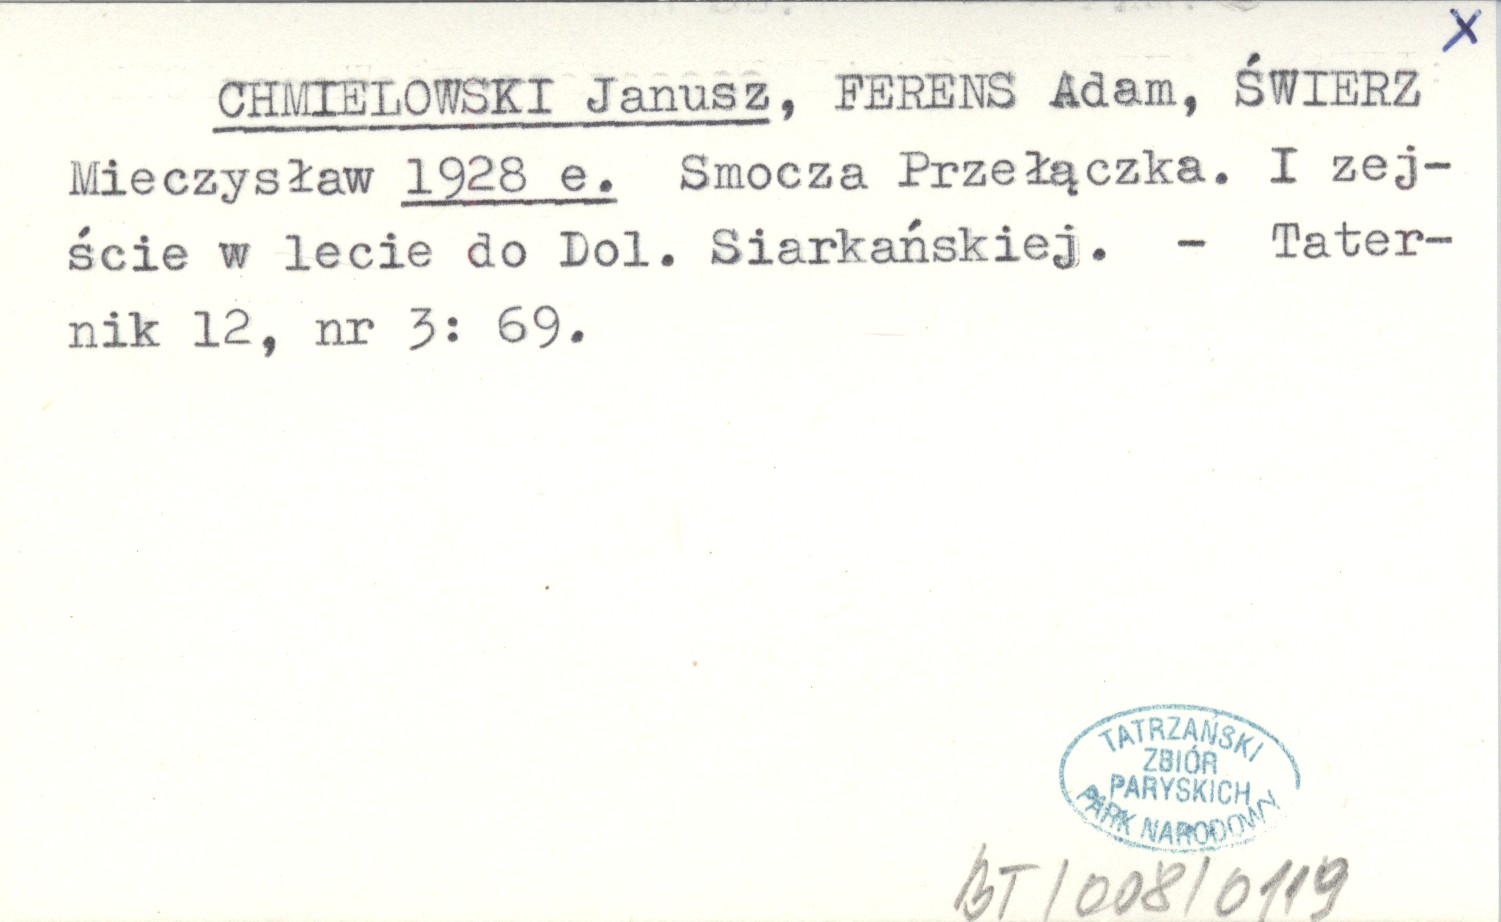 x
CHMIELOWSKI Janusz, FERENS Adam, ŚWIERZ
Mieczysław 1928 e. Smocza Przełączka. I zej-
ście w lecie do Dol. Siarkańskiej. - Tater-
nik 12, nr 3: 69.
TATRZAŃSKI
ZBIÓR
PARYSKICH
PARK NARODOWY
BT/008/0119